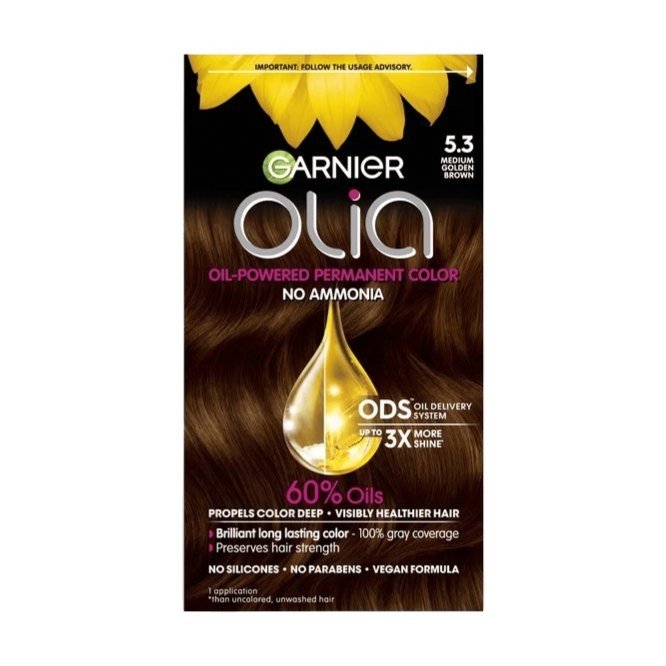 IMPORTANT: FOLLOW THE USAGE ADVISORY.
5.3
MEDIUM
GOLDEN
BROWN
GARNIER
OLIA
OIL-POWERED PERMANENT COLOR
NO AMMONIA
ODS™ OIL DELIVERY
SYSTEM
UP TO 3X MORE
SHINE*
60% Oils
PROPELS COLOR DEEP • VISIBLY HEALTHIER HAIR
Brilliant long lasting color - 100% gray coverage
Preserves hair strength
NO SILICONES • NO PARABENS • VEGAN FORMULA
1 application
*than uncolored, unwashed hair